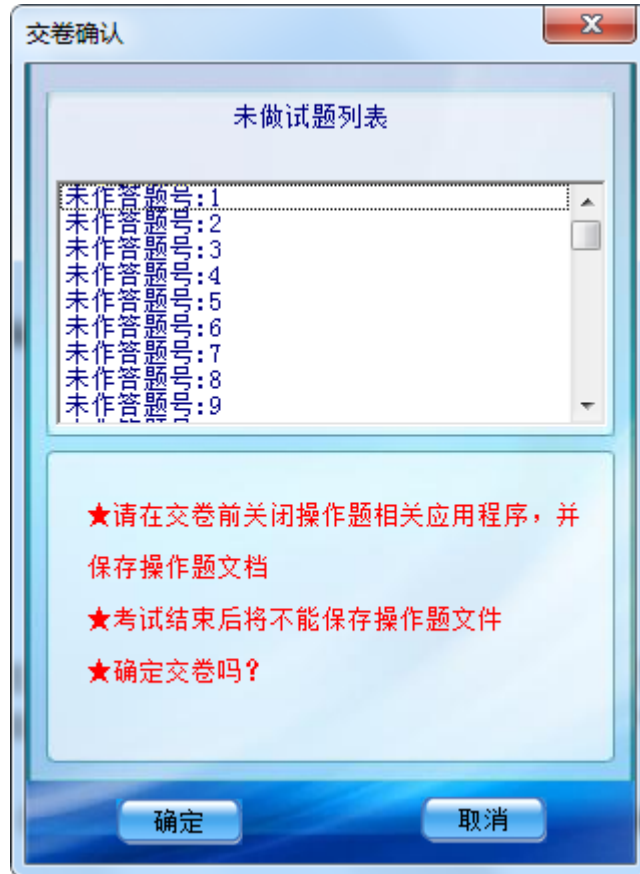 交卷确认
未做试题列表
未作答题号:1
未作答题号:2
未作答题号:3
未作答题号:4
未作答题号:5
未作答题号:6
未作答题号:7
未作答题号:8
未作答题号:9
★请在交卷前关闭操作题相关应用程序，并
保存操作题文档
★考试结束后将不能保存操作题文件
★确定交卷吗?
确定
取消